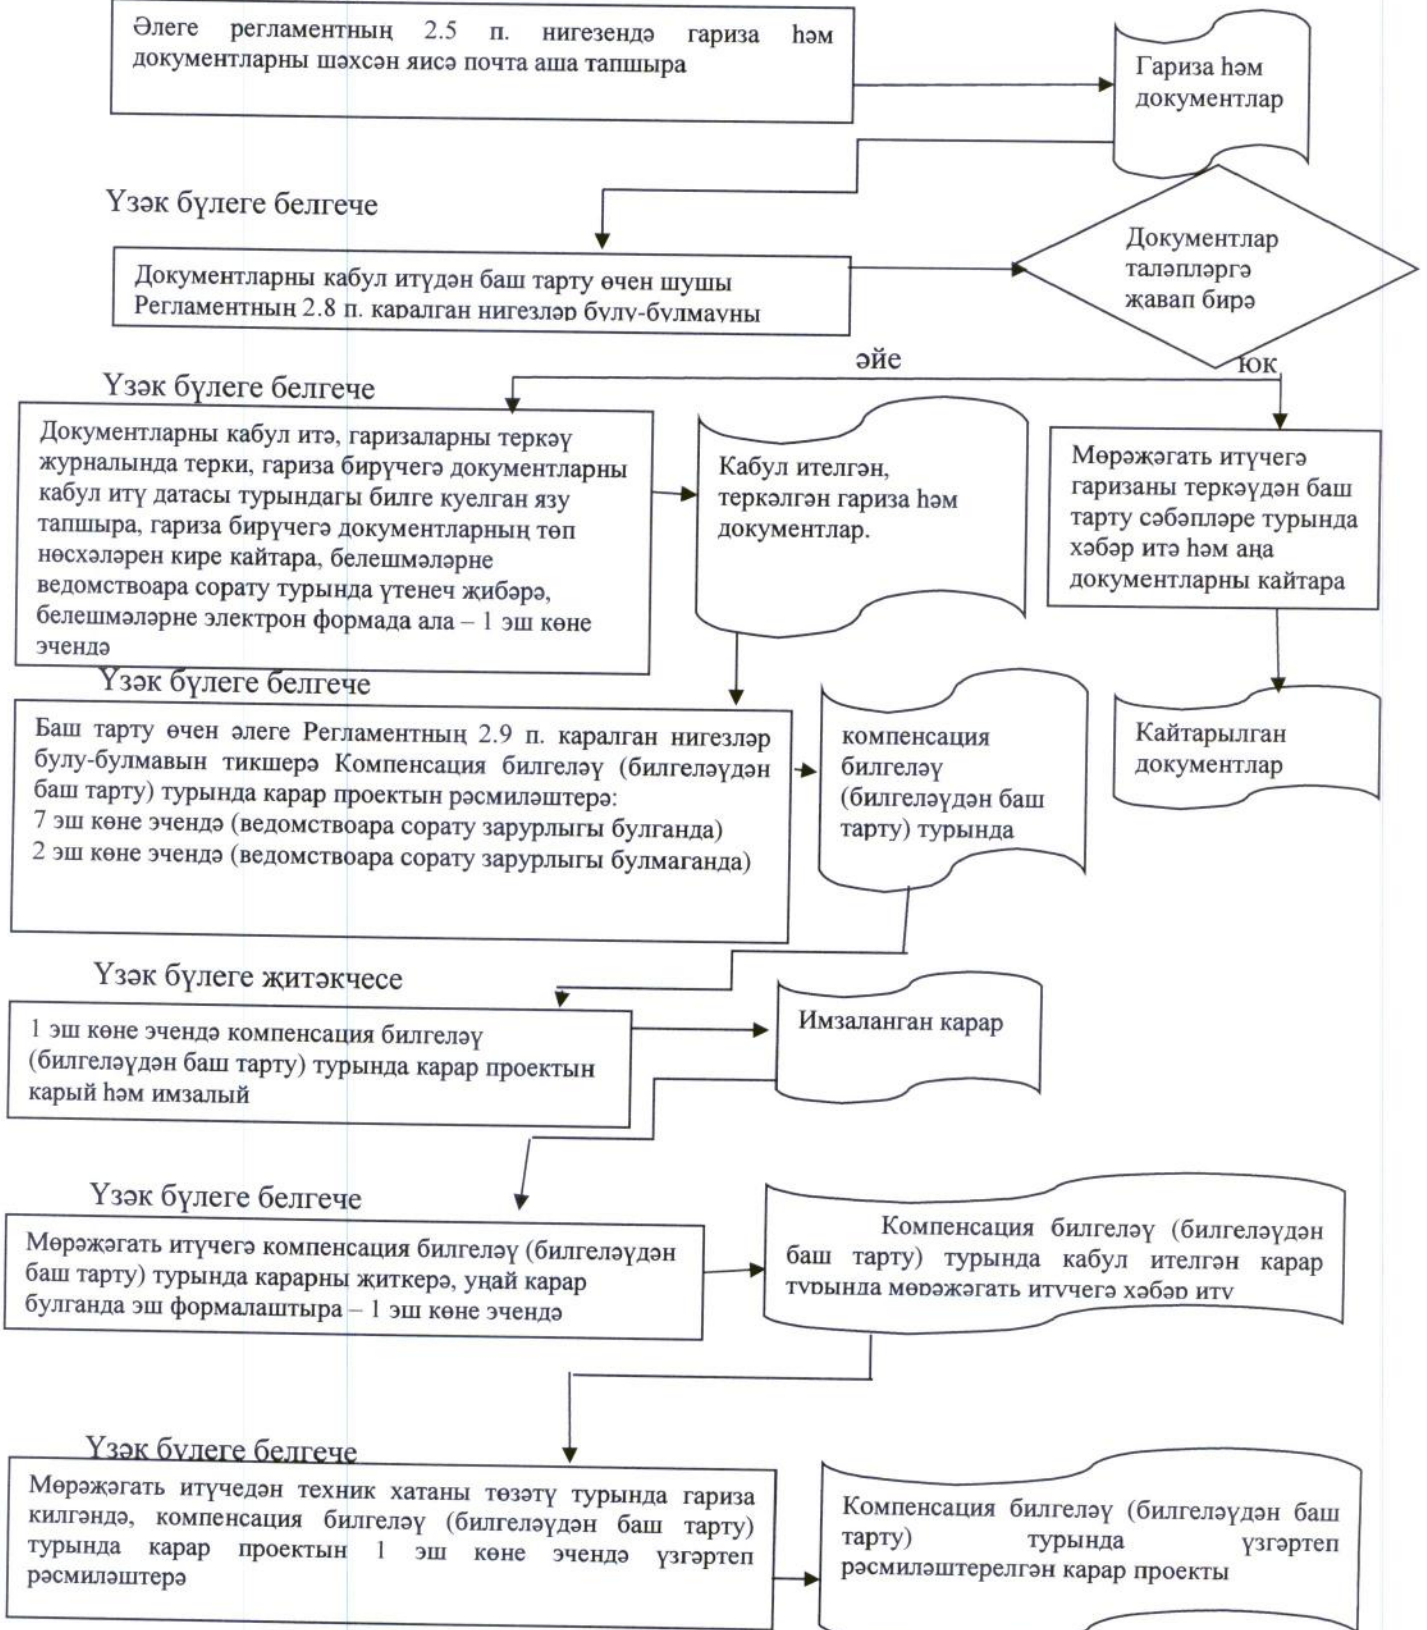 Әлеге регламентның 2.5 п. нигезендә гариза һәм
документларны шәхсән яисә почта аша тапшыра
Гариза һәм
документлар
Үзәк бүлеге белгече
Документларны кабул итүдән баш тарту өчен шушы
Регламентның 2.8 п. каралган нигезләр булу-булмауны
Документлар
таләпләргә
җавап бирә
әйе
юк
Үзәк бүлеге белгече
Документларны кабул итә, гаризаларны теркәү
журналында терки, гариза бирүчегә документларны
кабул итү датасы турындагы билге куелган язу
тапшыра, гариза бирүчегә документларның төп
нөсхәләрен кире кайтара, белешмәләрне
ведомствоара сорату турында үтенеч җибәрә,
белешмәләрне электрон формада ала – 1 эш көне
эчендә
Кабул ителгән,
теркәлгән гариза һәм
документлар.
Мөрәҗәгать итүчегә
гаризаны теркәүдән баш
тарту сәбәпләре турында
хәбәр итә һәм аңа
документларны кайтара
Үзәк бүлеге белгече
Баш тарту өчен әлеге Регламентның 2.9 п. каралган нигезләр
булу-булмавын тикшерә Компенсация билгеләү (билгеләүдән
баш тарту) турында карар проектын рәсмиләштерә:
7 эш көне эчендә (ведомствоара сорату зарурлыгы булганда)
2 эш көне эчендә (ведомствоара сорату зарурлыгы булмаганда)
компенсация
билгеләү
(билгеләүдән баш
тарту) турында
Кайтарылган
документлар
Үзәк бүлеге җитәкчесе
1 эш көне эчендә компенсация билгеләү
(билгеләүдән баш тарту) турында карар проектын
карый һәм имзалый
Имзаланган карар
Үзәк бүлеге белгече
Мөрәҗәгать итүчегә компенсация билгеләү (билгеләүдән
баш тарту) турында карарны җиткерә, уңай карар
булганда эш формалаштыра – 1 эш көне эчендә
Компенсация билгеләү (билгеләүдән
баш тарту) турында кабул ителгән карар
турында мөрәҗәгать итүчегә хәбәр итү
Үзәк бүлеге белгече
Мөрәҗәгать итүчедән техник хатаны төзәтү турында гариза
килгәндә, компенсация билгеләү (билгеләүдән баш тарту)
турында карар проектын 1 эш көне эчендә үзгәртеп
рәсмиләштерә
Компенсация билгеләү (билгеләүдән баш
тарту) турында үзгәртеп
рәсмиләштерелгән карар проекты